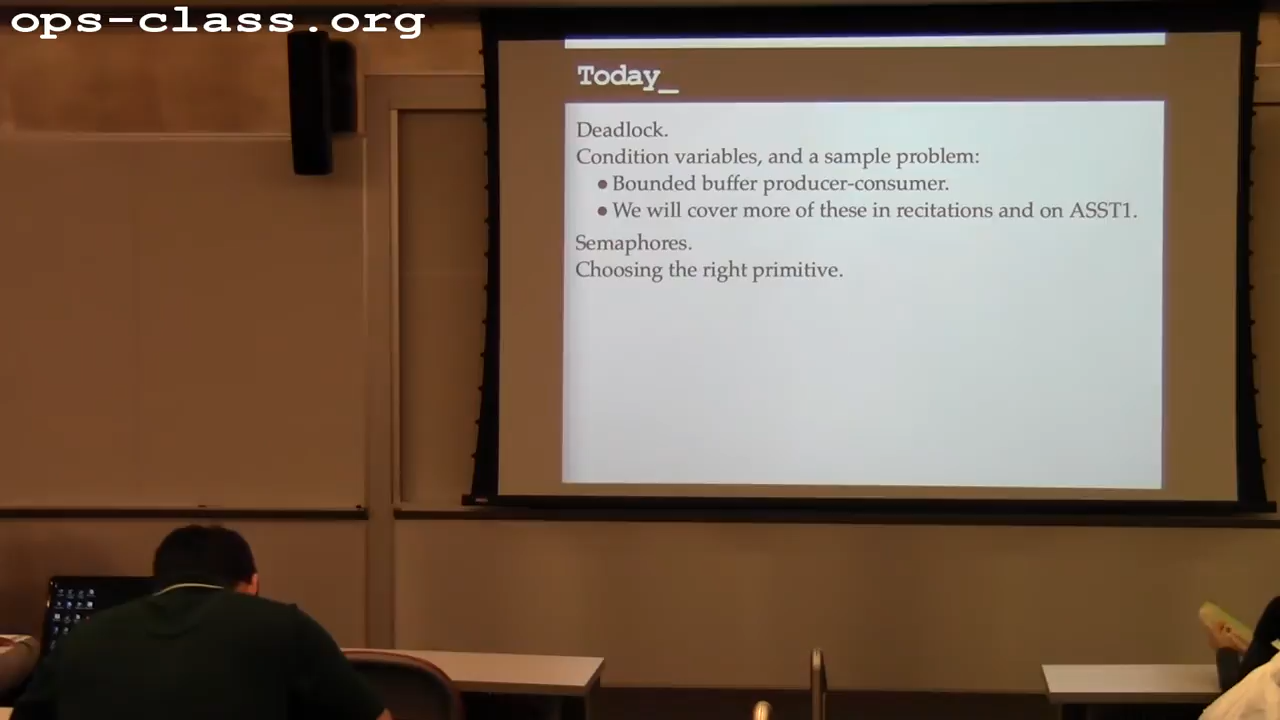 ops-class.org
Today_
Deadlock.
Condition variables, and a sample problem:
• Bounded buffer producer-consumer.
• We will cover more of these in recitations and on ASST1.
Semaphores.
Choosing the right primitive.